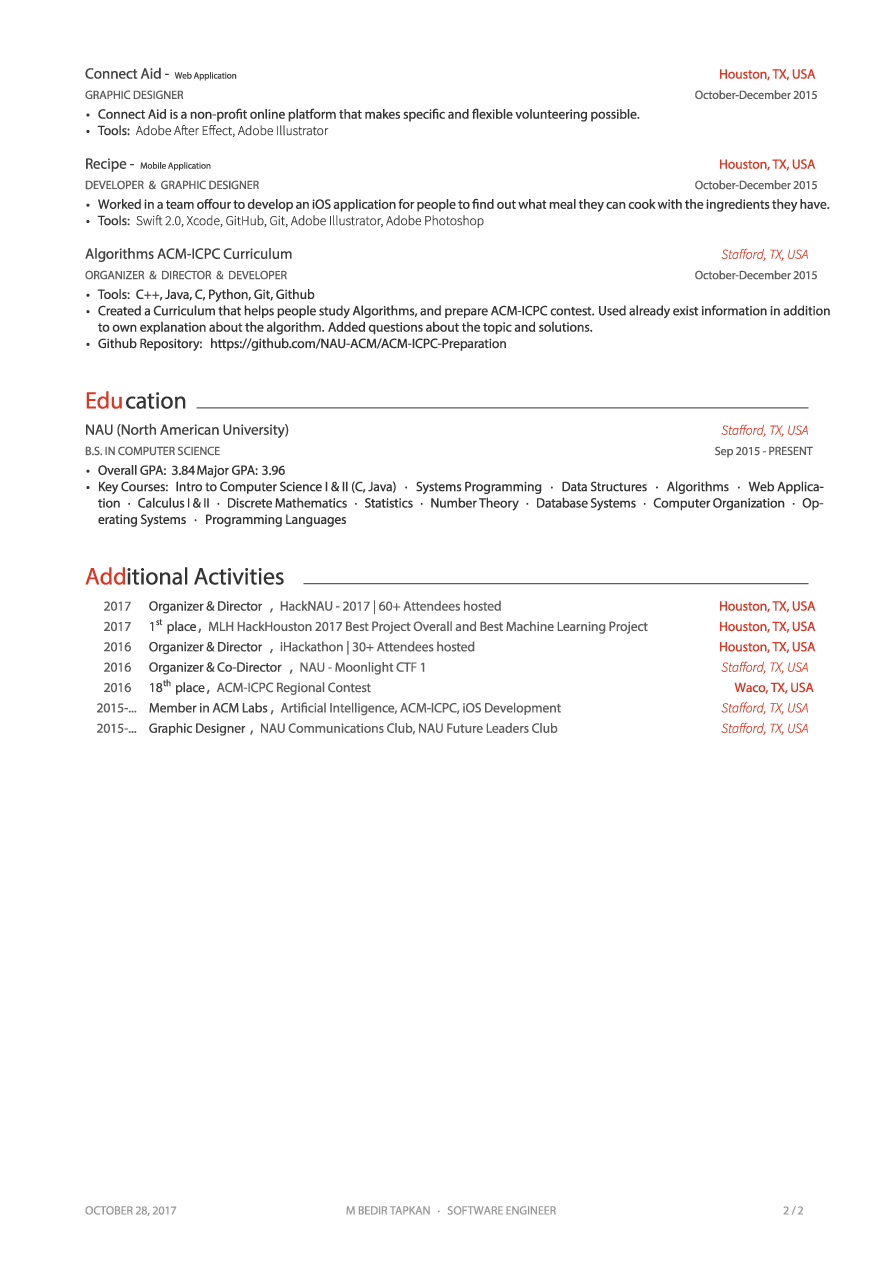 Connect Aid - Web Application Houston, TX, USA
GRAPHIC DESIGNER October-December 2015
• Connect Aid is a non-profit online platform that makes specific and flexible volunteering possible.
• Tools: Adobe After Effect, Adobe Illustrator
Recipe - Mobile Application Houston, TX, USA
DEVELOPER & GRAPHIC DESIGNER October-December 2015
• Worked in a team offour to develop an iOS application for people to find out what meal they can cook with the ingredients they have.
• Tools: Swift 2.0, Xcode, GitHub, Git, Adobe Illustrator, Adobe Photoshop
Algorithms ACM-ICPC Curriculum Stafford, TX, USA
ORGANIZER & DIRECTOR & DEVELOPER October-December 2015
• Tools: C++, Java, C, Python, Git, Github
• Created a Curriculum that helps people study Algorithms, and prepare ACM-ICPC contest. Used already exist information in addition
to own explanation about the algorithm. Added questions about the topic and solutions.
• Github Repository: https://github.com/NAU-ACM/ACM-ICPC-Preparation
Education
NAU (North American University) Stafford, TX, USA
B.S. IN COMPUTER SCIENCE Sep 2015 - PRESENT
• Overall GPA: 3.84 Major GPA: 3.96
• Key Courses: Intro to Computer Science I & II (C, Java) · Systems Programming · Data Structures · Algorithms · Web Applica-
tion · Calculus I & II · Discrete Mathematics · Statistics · Number Theory · Database Systems · Computer Organization · Op-
erating Systems · Programming Languages
Additional Activities
2017 Organizer & Director , HackNAU - 2017 | 60+ Attendees hosted Houston, TX, USA
2017 1st place , MLH HackHouston 2017 Best Project Overall and Best Machine Learning Project Houston, TX, USA
2016 Organizer & Director , iHackathon | 30+ Attendees hosted Houston, TX, USA
2016 Organizer & Co-Director , NAU - Moonlight CTF 1 Stafford, TX, USA
2016 18th place , ACM-ICPC Regional Contest Waco, TX, USA
2015-... Member in ACM Labs , Artificial Intelligence, ACM-ICPC, iOS Development Stafford, TX, USA
2015-... Graphic Designer , NAU Communications Club, NAU Future Leaders Club Stafford, TX, USA
OCTOBER 28, 2017 M BEDIR TAPKAN · SOFTWARE ENGINEER 2 / 2